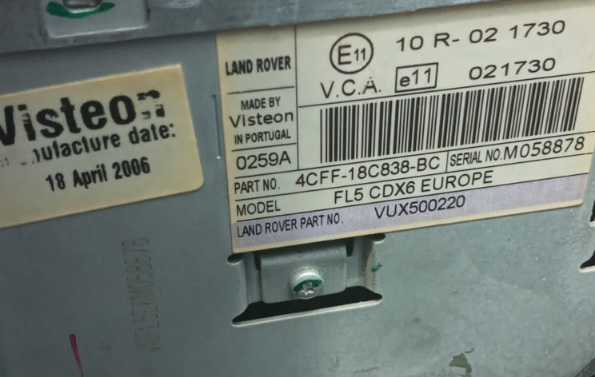 Visteon
Manufacture date:
18 April 2006
LAND ROVER
E11
10 R- 02 1730
V.C.A.
e11
021730
MADE BY
Visteon
IN PORTUGAL
0259A
PART NO. 4CFF-18C838-BC
SERIAL NO. M058878
MODEL FL5 CDX6 EUROPE
LAND ROVER PART NO. VUX500220